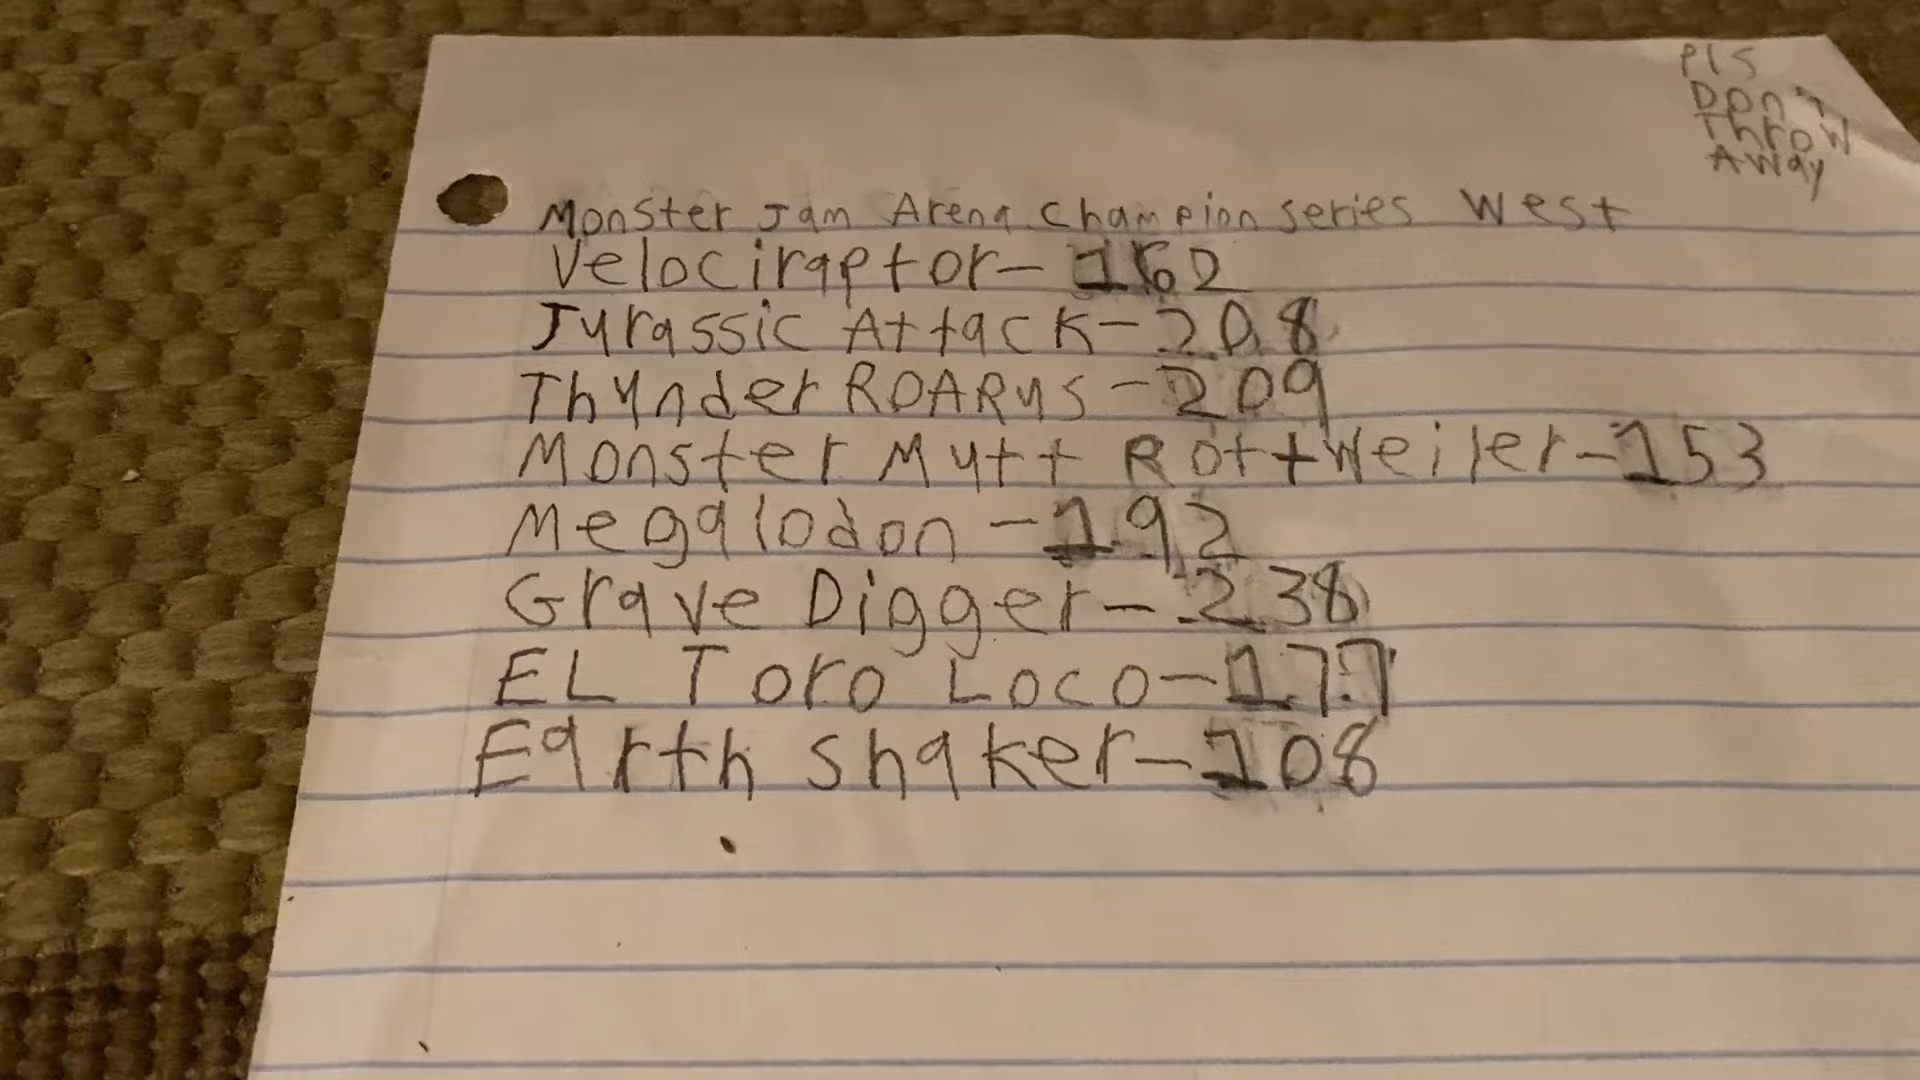 Pls
Don't
Throw
Away
Monster Jam Arena Champion series West
Velociraptor- 162
Jurassic Attack-208
Thunder ROARus-209
Monster Mutt Rottweiler-153
Megalodon-192
Grave Digger-238
EL Toro Loco-177
Earth shaker-108